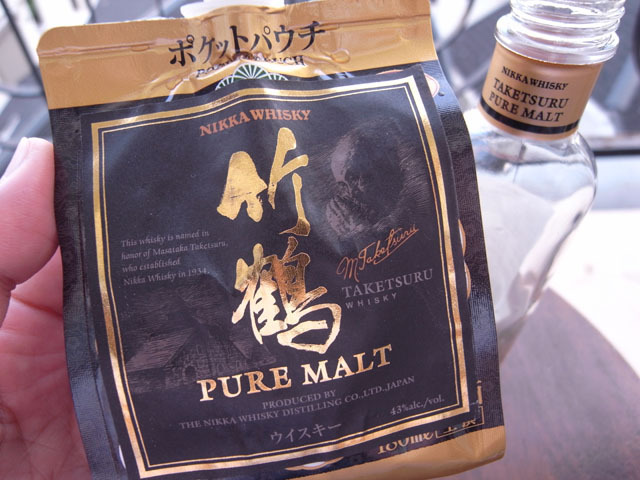 ポケットパウチ
NIKKA WHISKY
竹鶴
This whisky is named in
honor of Masataka Taketsuru,
who established
Nikka Whisky in 1934.
M.Taketsuru
TAKETSURU
WHISKY
PURE MALT
PRODUCED BY
THE NIKKA WHISKY DISTILLING CO.,LTD.,JAPAN
43%alc./vol.
ウイスキー
180ml
NIKKA WHISKY
TAKETSURU
PURE MALT